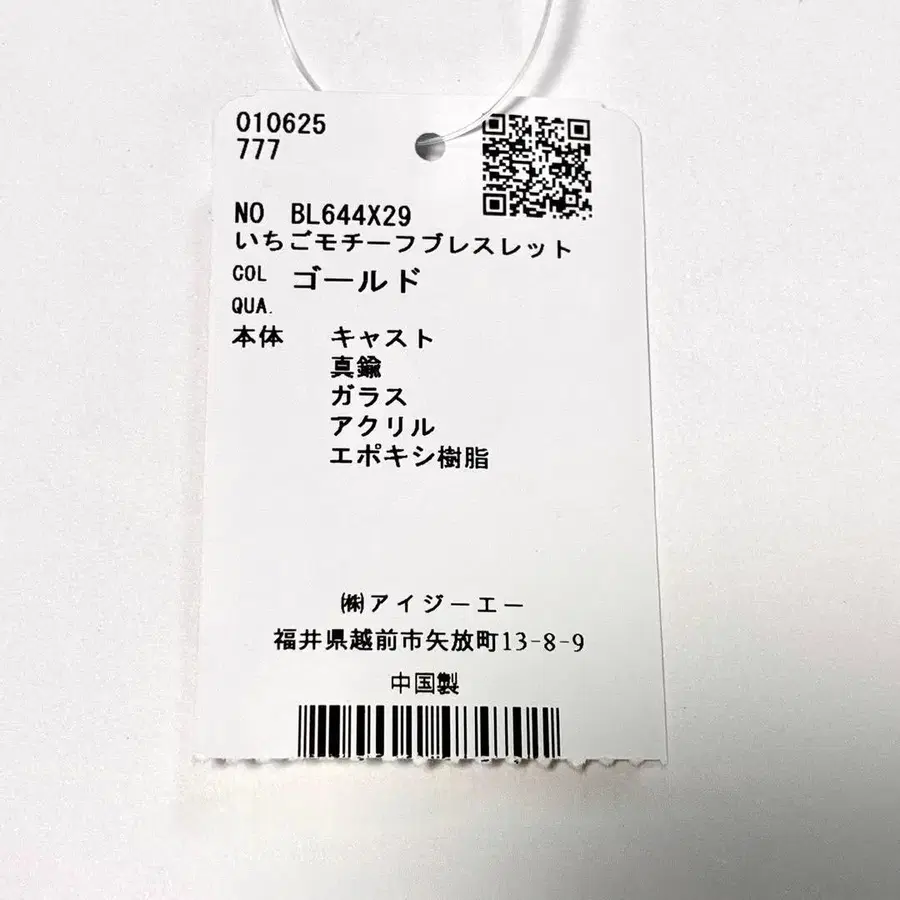 010625
777
NO BL644X29
いちごモチーフブレスレット
COL ゴールド
QUA.
本体 キャスト
真鍮
ガラス
アクリル
エポキシ樹脂
㈱アイジーエー
福井県越前市矢放町13-8-9
中国製